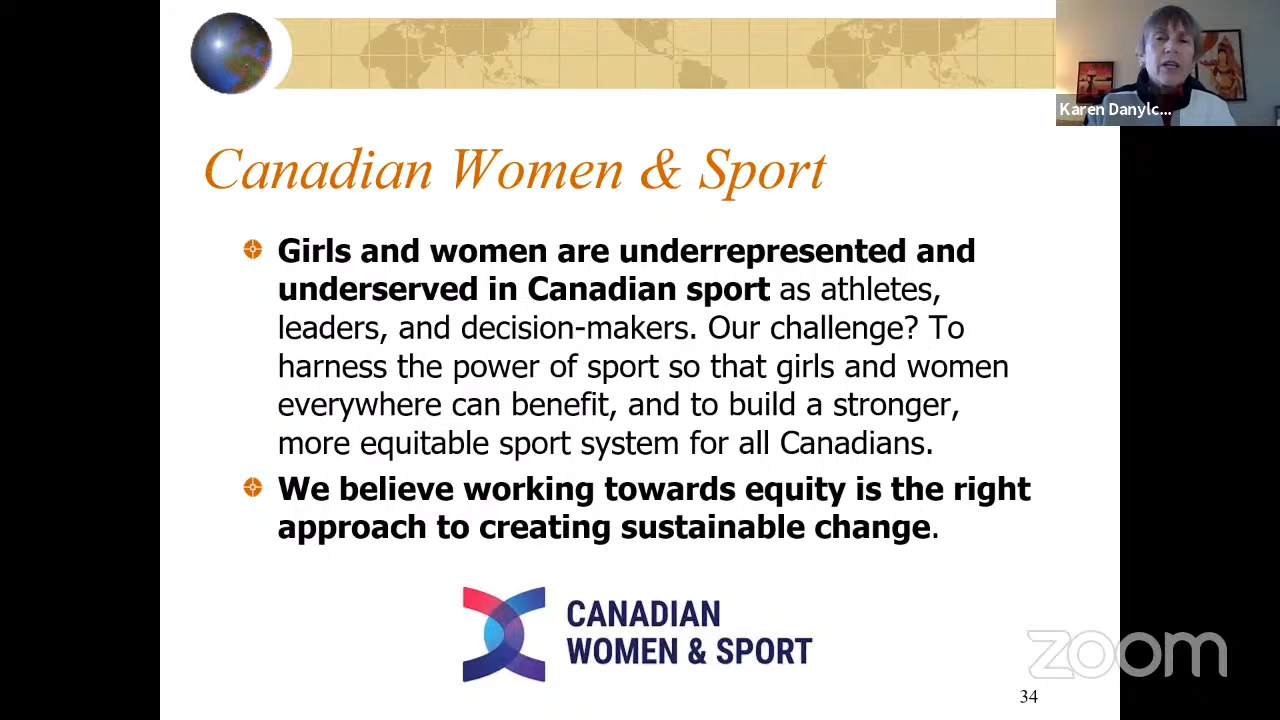 Karen Danylc...
Canadian Women & Sport
Girls and women are underrepresented and
underserved in Canadian sport as athletes,
leaders, and decision-makers. Our challenge? To
harness the power of sport so that girls and women
everywhere can benefit, and to build a stronger,
more equitable sport system for all Canadians.
We believe working towards equity is the right
approach to creating sustainable change.
CANADIAN
WOMEN & SPORT
zoom
34